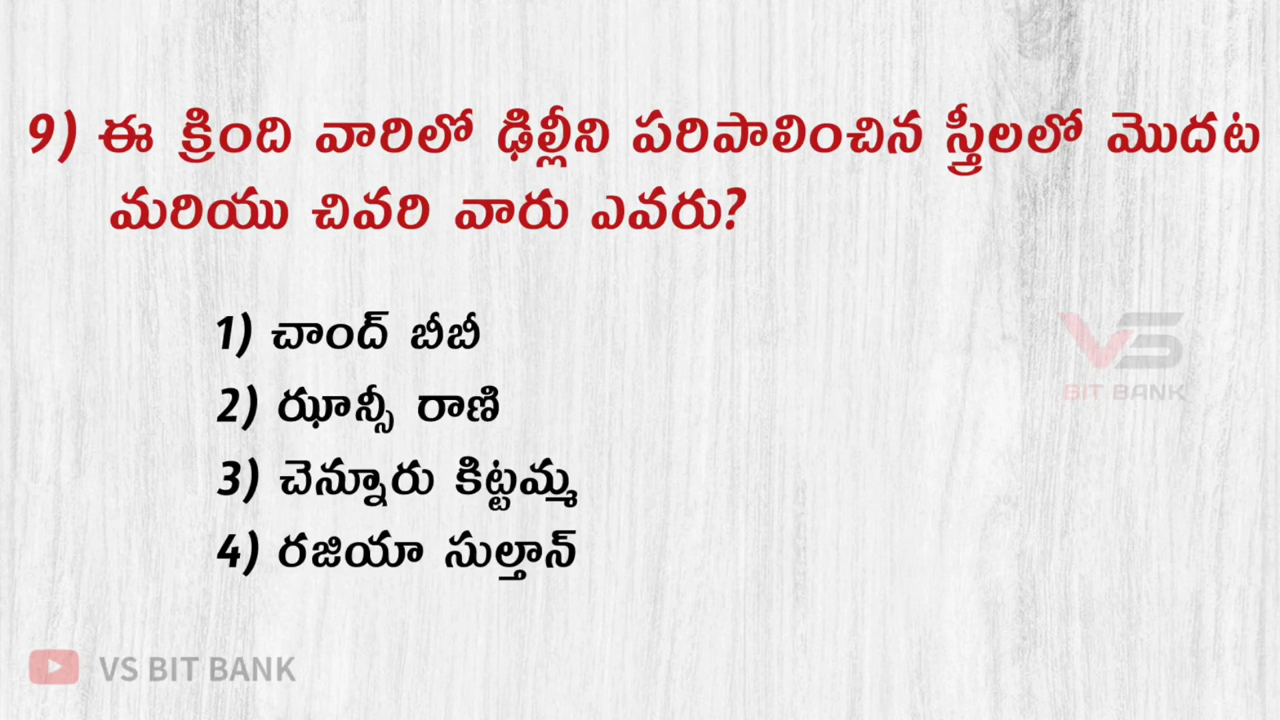 9) ఈ క్రింది వారిలో ఢిల్లీని పరిపాలించిన స్త్రీలలో మొదట
మరియు చివరి వారు ఎవరు?
1) చాంద్ బీబీ
2) ఝాన్సీ రాణి
3) చెన్నూరు కిట్టమ్మ
4) రజియా సుల్తాన్
VS
BIT BANK
VS BIT BANK